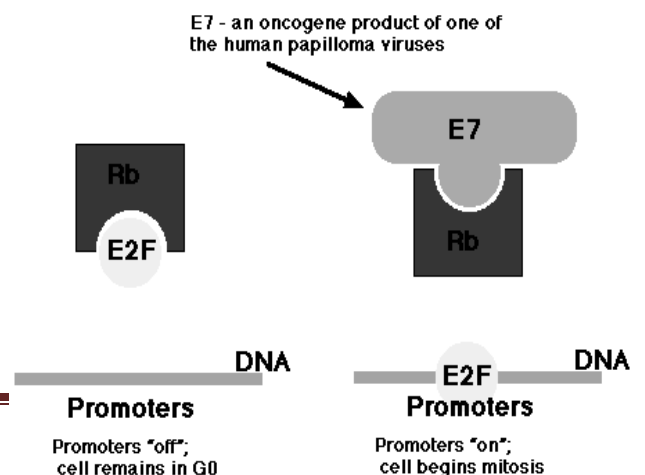 E7 - an oncogene product of one of
the human papilloma viruses
E7
Rb
E2F
Rb
DNA
Promoters
Promoters "off";
cell remains in G0
DNA
E2F
Promoters
Promoters "on";
cell begins mitosis